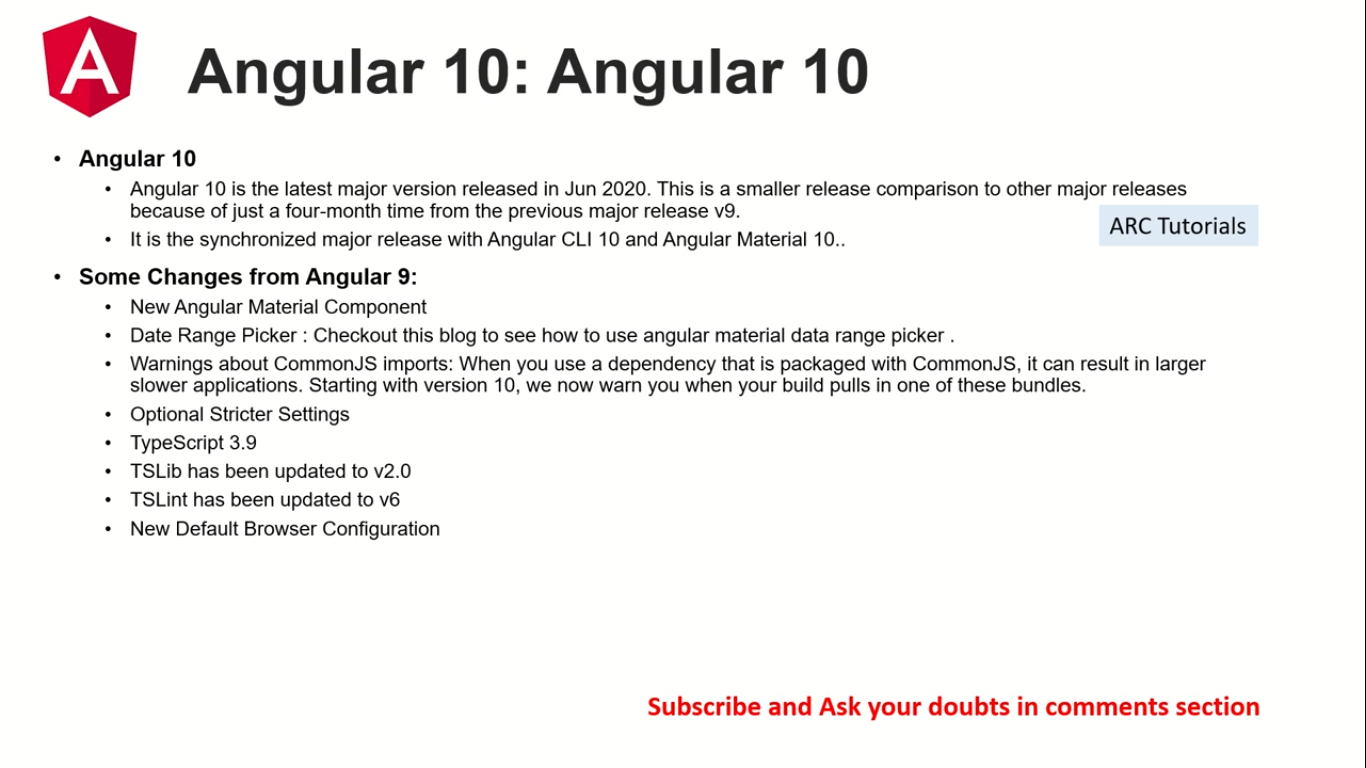 Angular 10: Angular 10
• Angular 10
• Angular 10 is the latest major version released in Jun 2020. This is a smaller release comparison to other major releases
because of just a four-month time from the previous major release v9.
ARC Tutorials
• It is the synchronized major release with Angular CLI 10 and Angular Material 10..
• Some Changes from Angular 9:
• New Angular Material Component
• Date Range Picker : Checkout this blog to see how to use angular material data range picker .
• Warnings about CommonJS imports: When you use a dependency that is packaged with CommonJS, it can result in larger
slower applications. Starting with version 10, we now warn you when your build pulls in one of these bundles.
• Optional Stricter Settings
• TypeScript 3.9
• TSLib has been updated to v2.0
• TSLint has been updated to v6
• New Default Browser Configuration
Subscribe and Ask your doubts in comments section